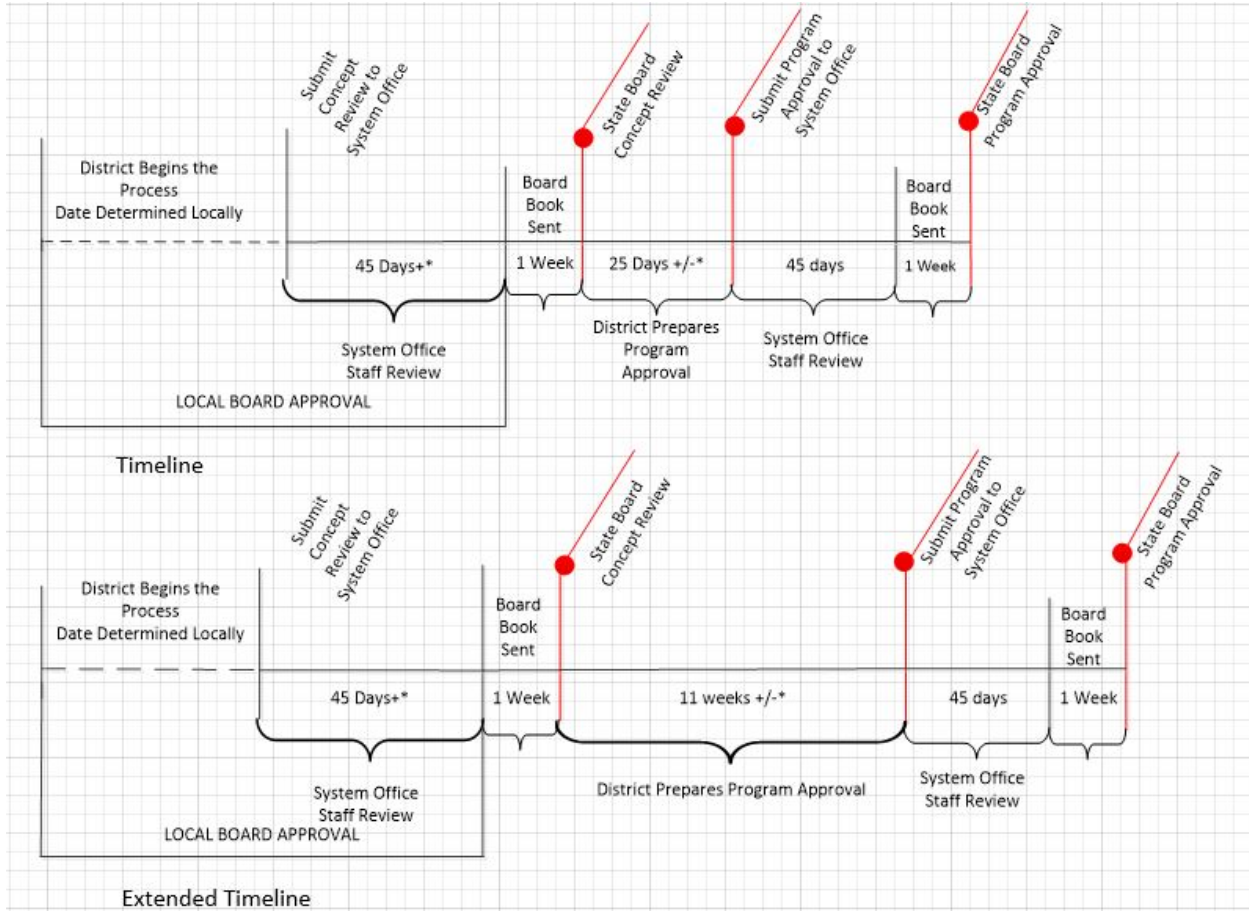 Submit
Concept
Review to
System Office
State Board
Concept Review
Submit Program
Approval to
System Office
State Board
Program Approval
District Begins the
Process
Date Determined Locally
Board
Book
Sent
Board
Book
Sent
45 Days+*
1 Week
25 Days +/-*
45 days
1 Week
System Office
Staff Review
District Prepares
Program
Approval
System Office
Staff Review
LOCAL BOARD APPROVAL
Timeline
Submit
Concept
Review to
System Office
State Board
Concept Review
Submit Program
Approval to
System Office
State Board
Program Approval
District Begins the
Process
Date Determined Locally
Board
Book
Sent
Board
Book
Sent
45 Days+*
1 Week
11 weeks +/-*
45 days
1 Week
System Office
Staff Review
District Prepares Program Approval
System Office
Staff Review
LOCAL BOARD APPROVAL
Extended Timeline